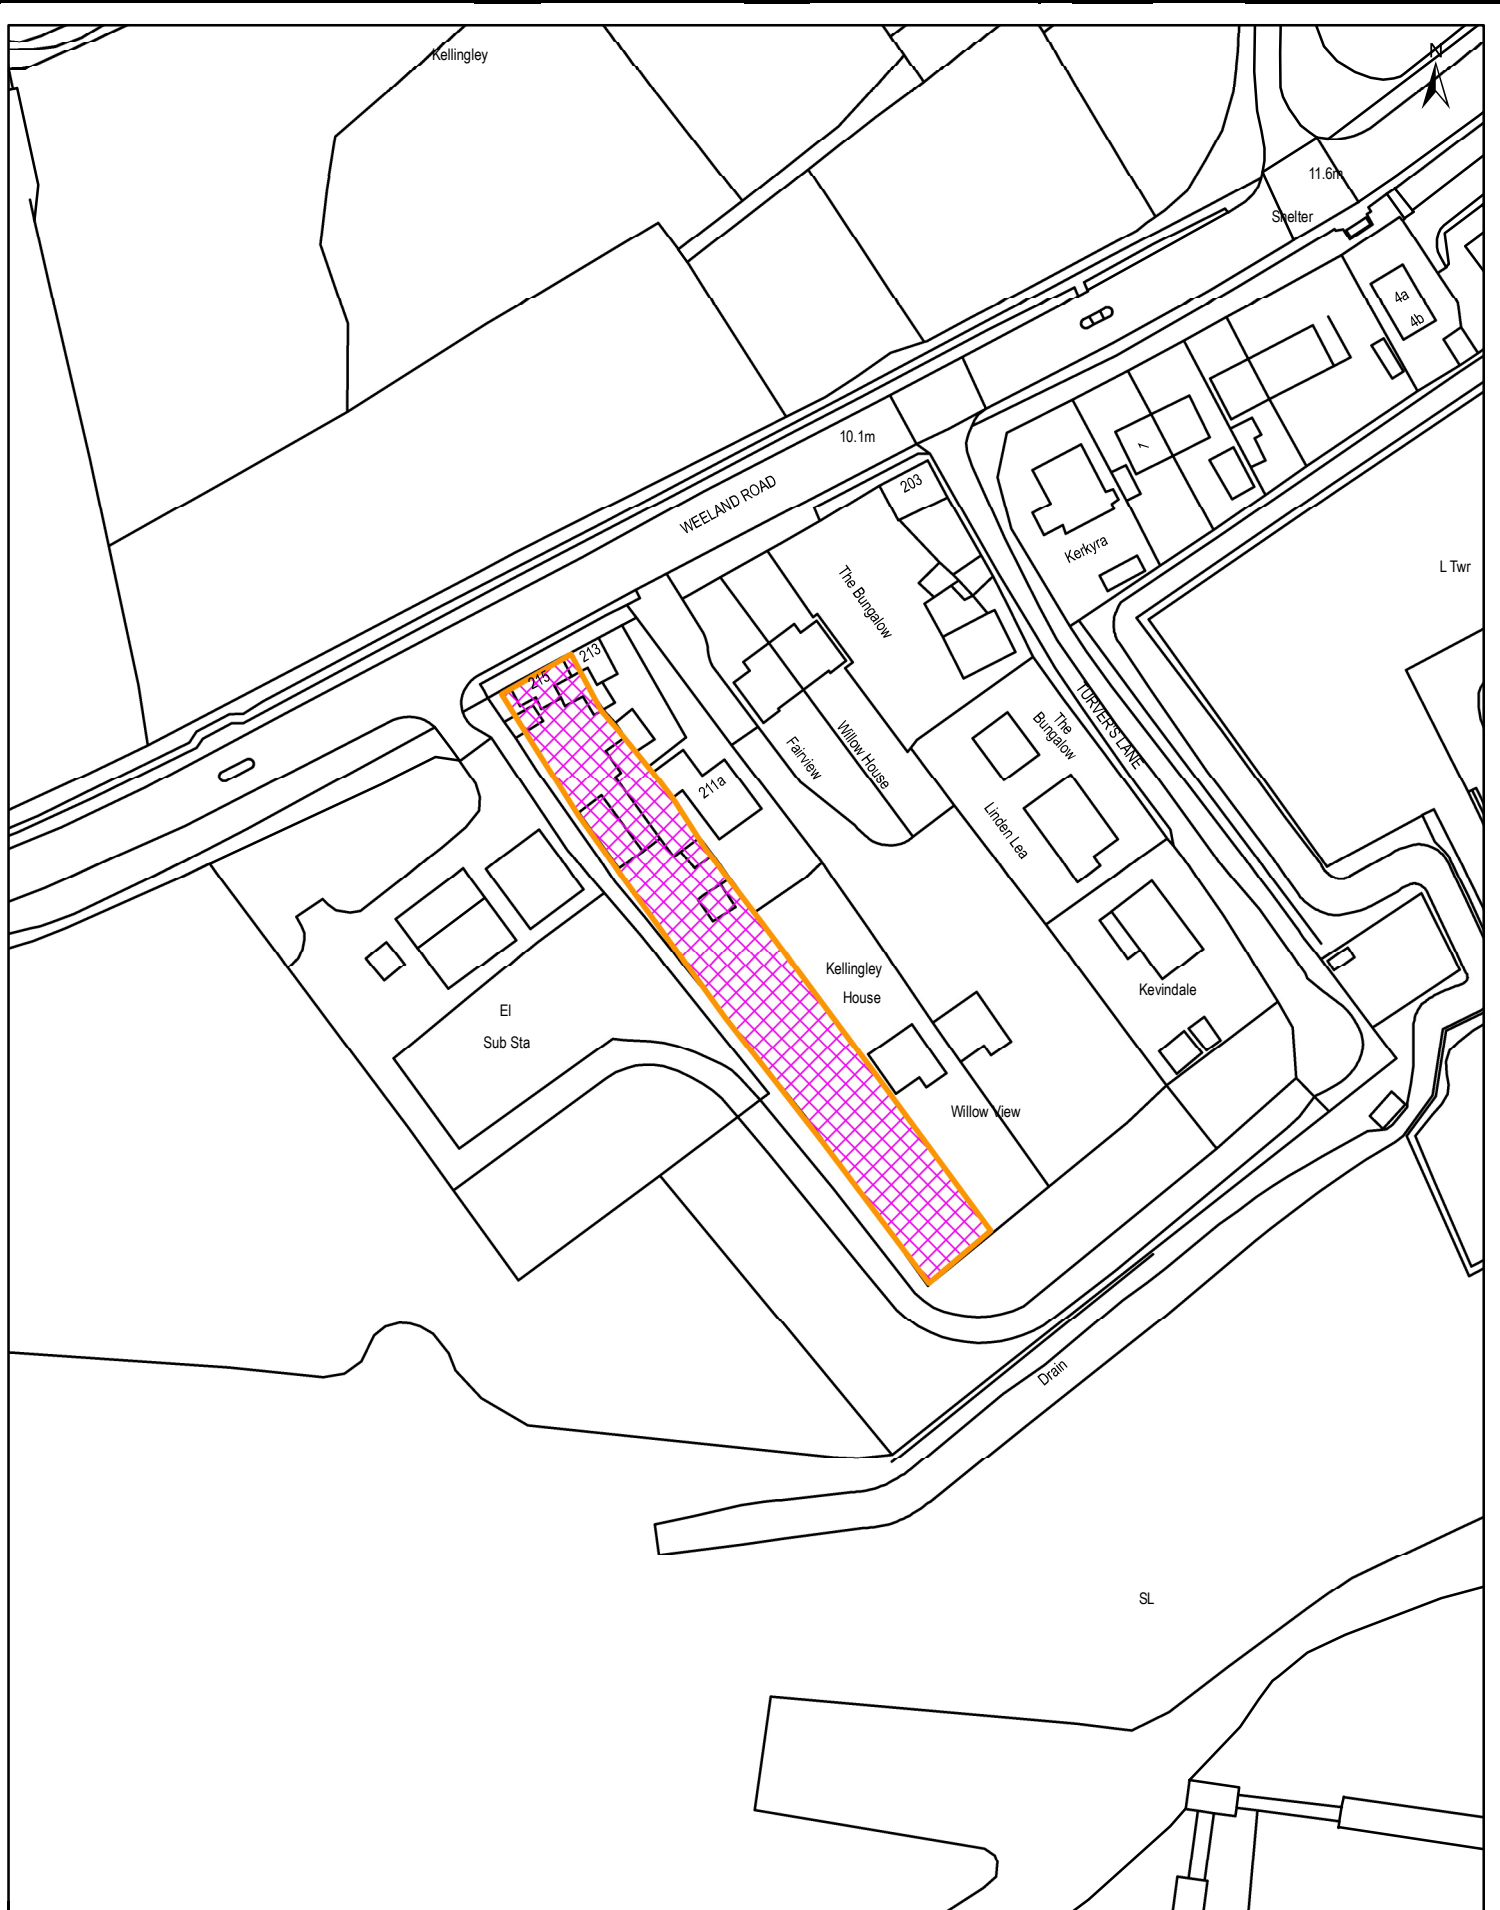 Kellingley
N
11.6m
Shelter
4a
4b
10.1m
WEELAND ROAD
203
1
Kerkyra
L Twr
The Bungalow
213
215
TURVER'S LANE
The
Bungalow
Willow House
Fairview
211a
Linden Lea
Kellingley
House
Kevindale
El
Sub Sta
Willow View
Drain
SL